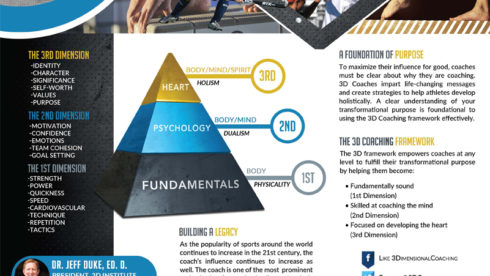 THE 3RD DIMENSION
-IDENTITY
-CHARACTER
-SIGNIFICANCE
-SELF-WORTH
-VALUES
-PURPOSE
THE 2ND DIMENSION
-MOTIVATION
-CONFIDENCE
-EMOTIONS
-TEAM COHESION
-GOAL SETTING
THE 1ST DIMENSION
-STRENGTH
-POWER
-QUICKNESS
-SPEED
-CARDIOVASCULAR
-TECHNIQUE
-REPETITION
-TACTICS
DR. JEFF DUKE, ED. D.
PRESIDENT, 3D INSTITUTE
BODY/MIND/SPIRIT
HOLISM
3RD
HEART
BODY/MIND
DUALISM
2ND
PSYCHOLOGY
BODY
PHYSICALITY
1ST
FUNDAMENTALS
BUILDING A LEGACY
As the popularity of sports around the world
continues to increase in the 21st century, the
coach's influence continues to increase as
well. The coach is one of the most prominent
A FOUNDATION OF PURPOSE
To maximize their influence for good, coaches
must be clear about why they are coaching.
3D Coaches impart life-changing messages
and create strategies to help athletes develop
holistically. A clear understanding of your
transformational purpose is foundational to
using the 3D Coaching framework effectively.
THE 3D COACHING FRAMEWORK
The 3D framework empowers coaches at any
level to fulfill their transformational purpose
by helping them become:
• Fundamentally sound
(1st Dimension)
• Skilled at coaching the mind
(2nd Dimension)
• Focused on developing the heart
(3rd Dimension)
LIKE 3DIMENSIONALCOACHING